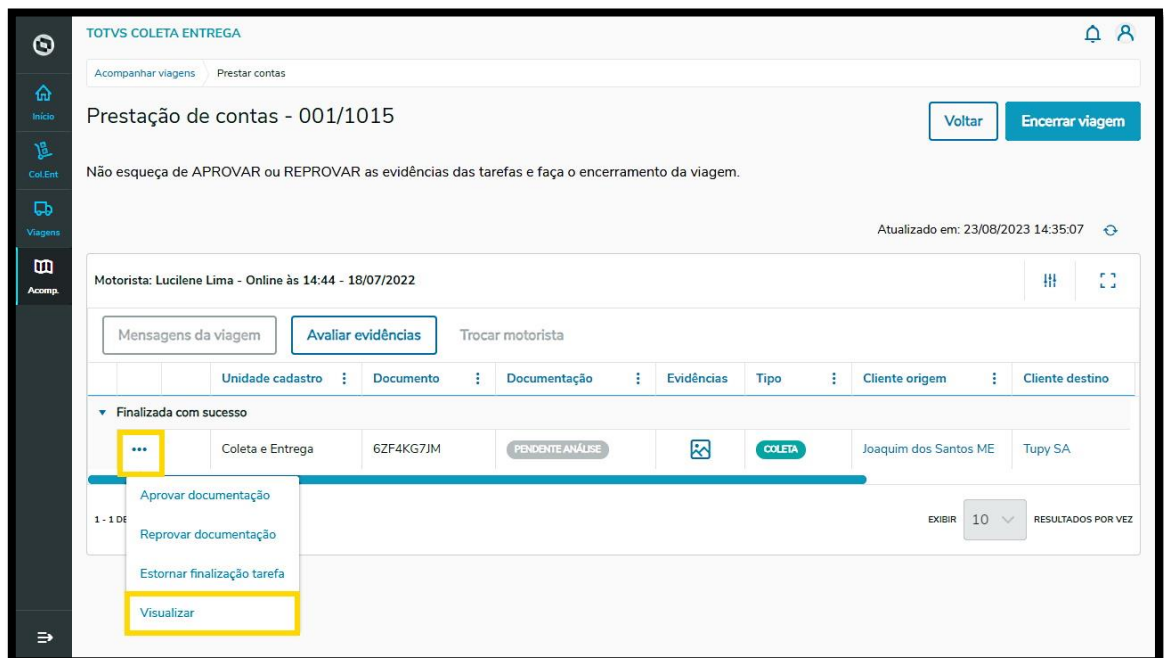 TOTVS COLETA ENTREGA
Acompanhar viagens Prestar contas
Início
Col.Ent
Viagens
Acomp.
Prestação de contas - 001/1015
Voltar Encerrar viagem
Não esqueça de APROVAR ou REPROVAR as evidências das tarefas e faça o encerramento da viagem.
Atualizado em: 23/08/2023 14:35:07
Motorista: Lucilene Lima - Online às 14:44 - 18/07/2022
Mensagens da viagem Avaliar evidências Trocar motorista
Unidade cadastro Documento Documentação Evidências Tipo Cliente origem Cliente destino
Finalizada com sucesso
Coleta e Entrega 6ZF4KG7JM PENDENTE ANÁLISE COLETA Joaquim dos Santos ME Tupy SA
Aprovar documentação
1 - 1 DE
EXIBIR 10 RESULTADOS POR VEZ
Reprovar documentação
Estornar finalização tarefa
Visualizar